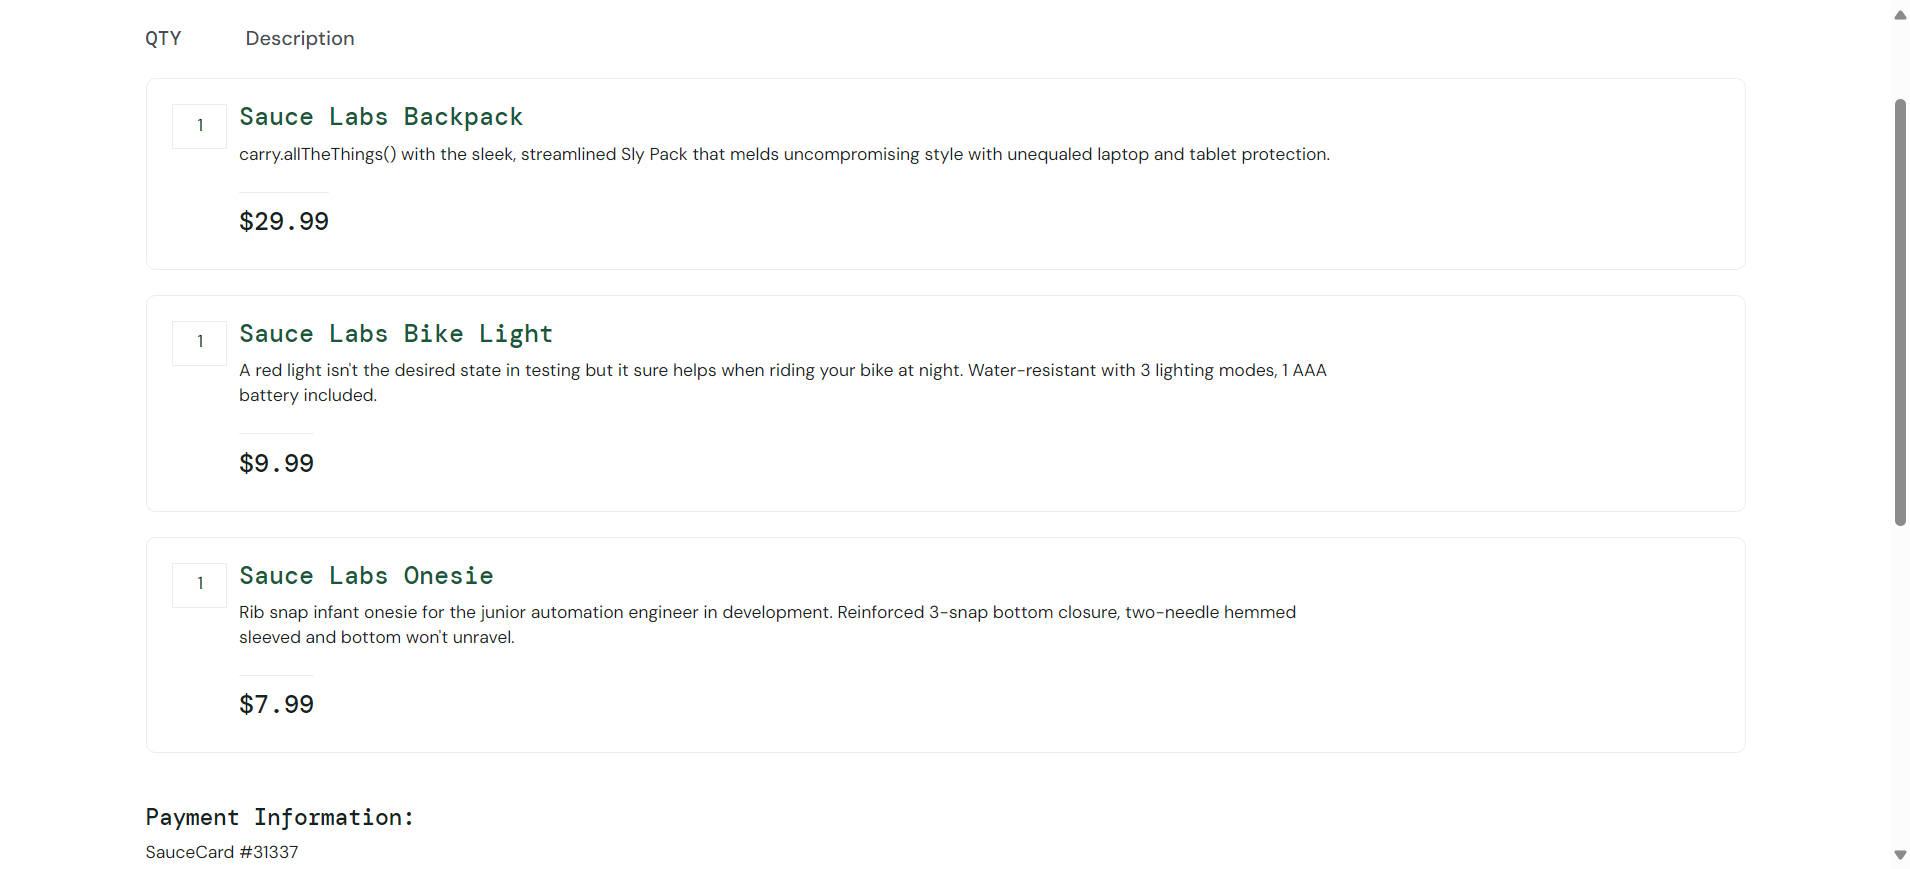 QTY Description
1 Sauce Labs Backpack
carry.allTheThings() with the sleek, streamlined Sly Pack that melds uncompromising style with unequaled laptop and tablet protection.
$29.99
1 Sauce Labs Bike Light
A red light isn't the desired state in testing but it sure helps when riding your bike at night. Water-resistant with 3 lighting modes, 1 AAA
battery included.
$9.99
1 Sauce Labs Onesie
Rib snap infant onesie for the junior automation engineer in development. Reinforced 3-snap bottom closure, two-needle hemmed
sleeved and bottom won't unravel.
$7.99
Payment Information:
SauceCard #31337